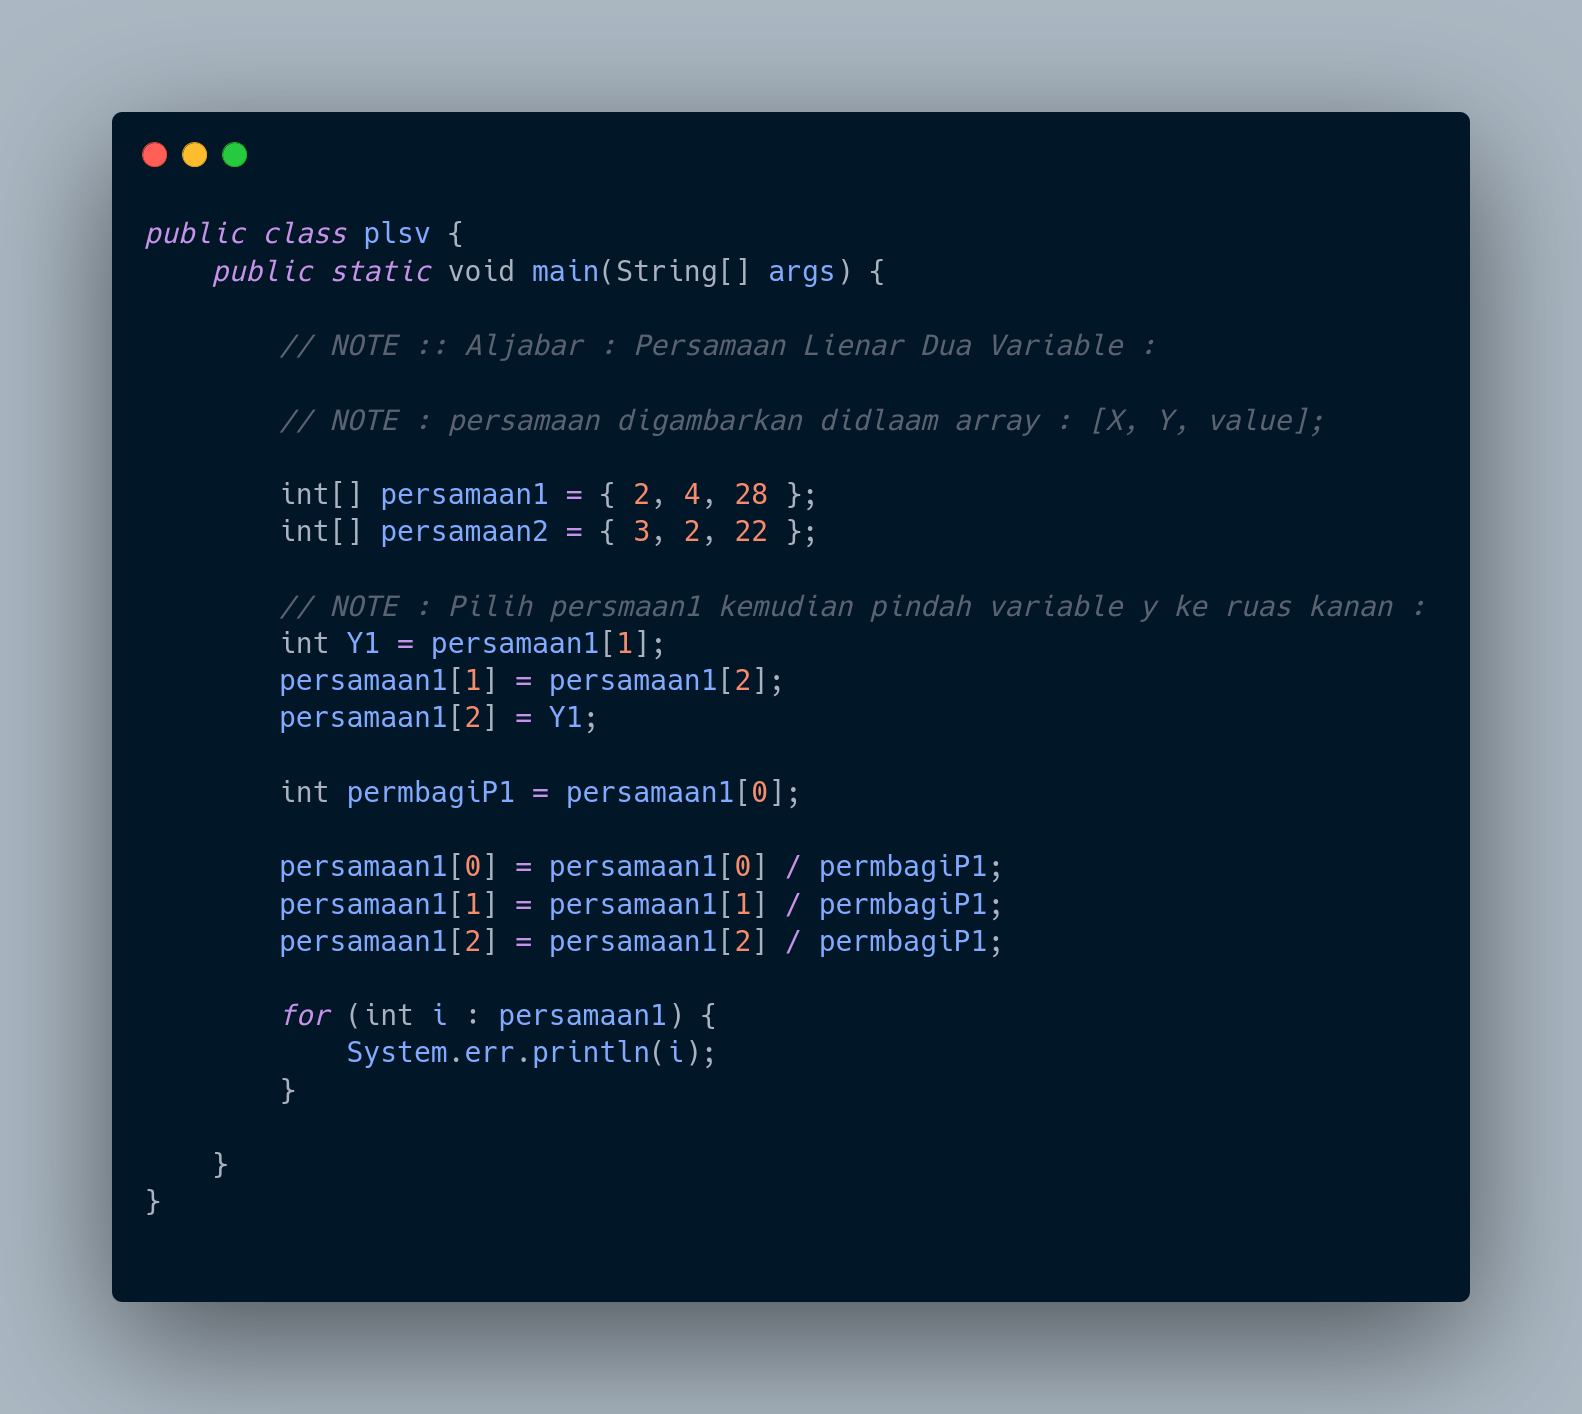 public class plsv {
    public static void main(String[] args) {
        // NOTE :: Aljabar : Persamaan Lienar Dua Variable :
        // NOTE : persamaan digambarkan didlaam array : [X, Y, value];
        int[] persamaan1 = { 2, 4, 28 };
        int[] persamaan2 = { 3, 2, 22 };
        // NOTE : Pilih persmaan1 kemudian pindah variable y ke ruas kanan :
        int Y1 = persamaan1[1];
        persamaan1[1] = persamaan1[2];
        persamaan1[2] = Y1;
        int permbagiP1 = persamaan1[0];
        persamaan1[0] = persamaan1[0] / permbagiP1;
        persamaan1[1] = persamaan1[1] / permbagiP1;
        persamaan1[2] = persamaan1[2] / permbagiP1;
        for (int i : persamaan1) {
            System.err.println(i);
        }
    }
}